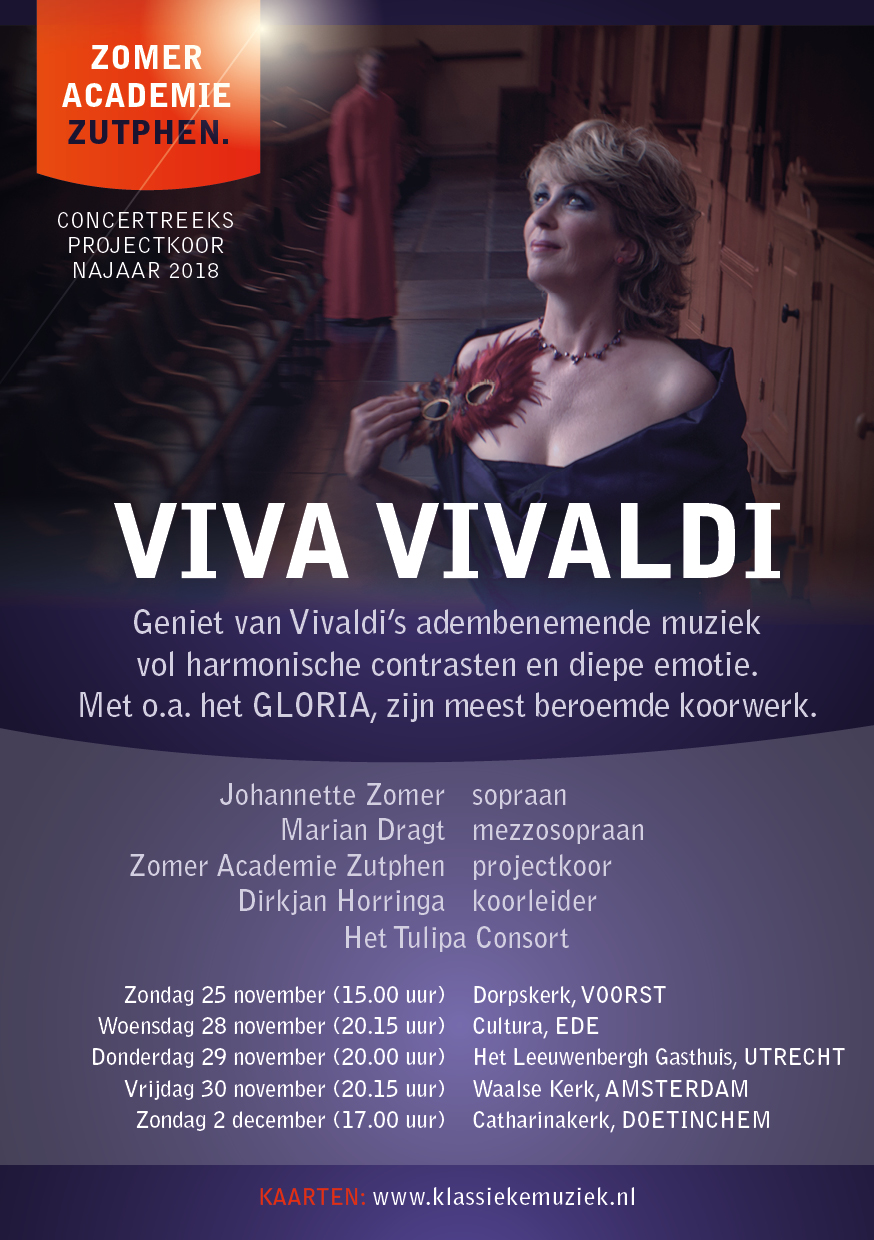 ZOMER
ACADEMIE
ZUTPHEN.
CONCERTREEKS
PROJECTKOOR
NAJAAR 2018
VIVA VIVALDI
Geniet van Vivaldi's adembenemende muziek
vol harmonische contrasten en diepe emotie.
Met o.a. het GLORIA, zijn meest beroemde koorwerk.
Johannette Zomer sopraan
Marian Dragt mezzosopraan
Zomer Academie Zutphen projectkoor
Dirkjan Horringa koorleider
Het Tulipa Consort
Zondag 25 november (15.00 uur) Dorpskerk, VOORST
Woensdag 28 november (20.15 uur) Cultura, EDE
Donderdag 29 november (20.00 uur) Het Leeuwenbergh Gasthuis, UTRECHT
Vrijdag 30 november (20.15 uur) Waalse Kerk, AMSTERDAM
Zondag 2 december (17.00 uur) Catharinakerk, DOETINCHEM
KAARTEN: www.klassiekemuziek.nl